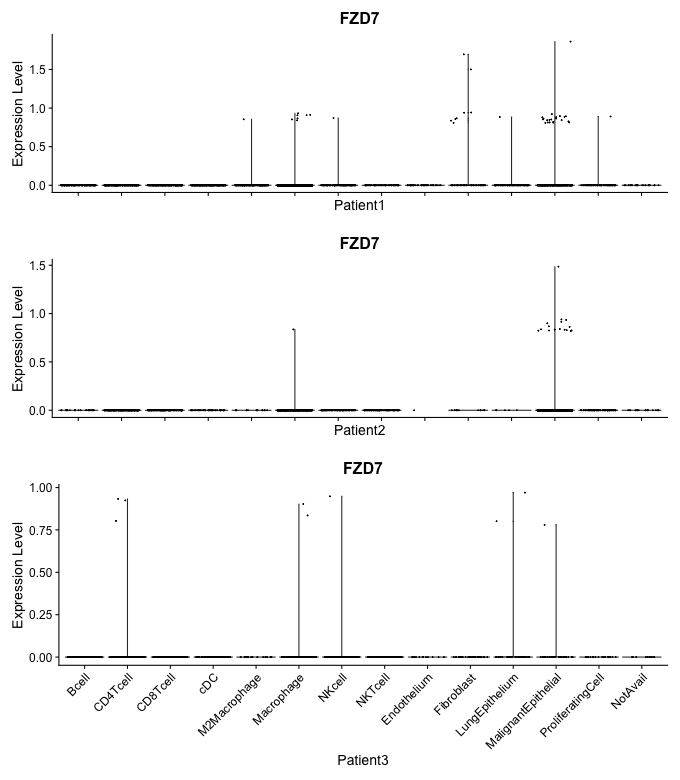 FZD7
Expression Level
1.5
1.0
0.5
0.0
Patient1
FZD7
Expression Level
1.5
1.0
0.5
0.0
Patient2
FZD7
Expression Level
1.00
0.75
0.50
0.25
0.00
Bcell
CD4Tcell
CD8Tcell
cDC
M2Macrophage
Macrophage
NKcell
NKTcell
Endothelium
Fibroblast
LungEpithelium
MalignantEpithelial
ProliferatingCell
NotAvail
Patient3